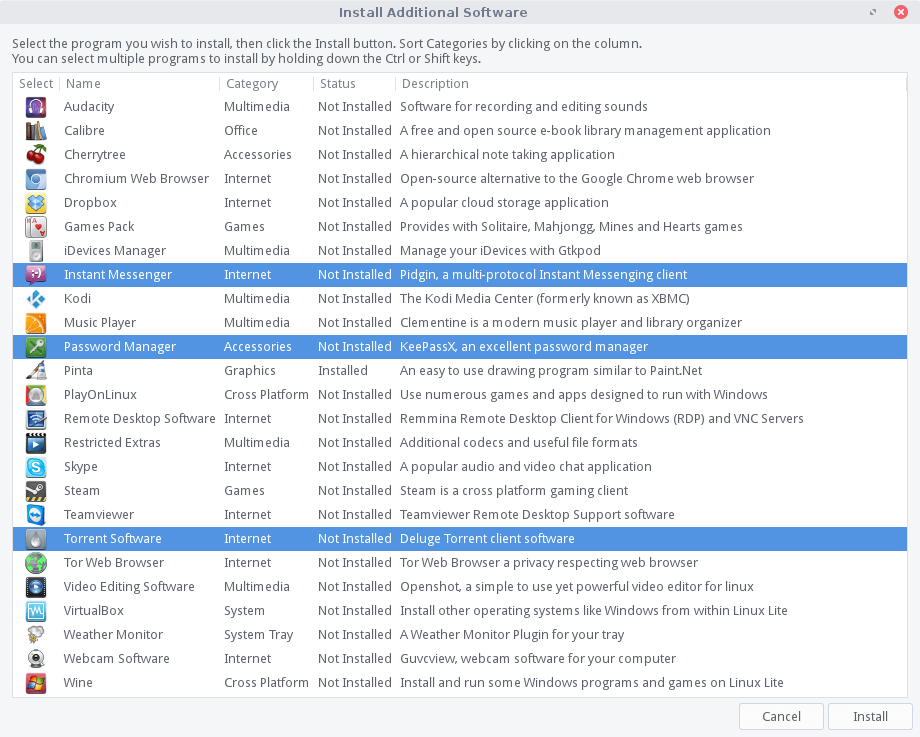 Install Additional Software
Select the program you wish to install, then click the Install button. Sort Categories by clicking on the column.
You can select multiple programs to install by holding down the Ctrl or Shift keys.
Select Name Category Status Description
Audacity Multimedia Not Installed Software for recording and editing sounds
Calibre Office Not Installed A free and open source e-book library management application
Cherrytree Accessories Not Installed A hierarchical note taking application
Chromium Web Browser Internet Not Installed Open-source alternative to the Google Chrome web browser
Dropbox Internet Not Installed A popular cloud storage application
Games Pack Games Not Installed Provides with Solitaire, Mahjongg, Mines and Hearts games
iDevices Manager Multimedia Not Installed Manage your iDevices with Gtkpod
Instant Messenger Internet Not Installed Pidgin, a multi-protocol Instant Messenging client
Kodi Multimedia Not Installed The Kodi Media Center (formerly known as XBMC)
Music Player Multimedia Not Installed Clementine is a modern music player and library organizer
Password Manager Accessories Not Installed KeePassX, an excellent password manager
Pinta Graphics Installed An easy to use drawing program similar to Paint.Net
PlayOnLinux Cross Platform Not Installed Use numerous games and apps designed to run with Windows
Remote Desktop Software Internet Not Installed Remmina Remote Desktop Client for Windows (RDP) and VNC Servers
Restricted Extras Multimedia Not Installed Additional codecs and useful file formats
Skype Internet Not Installed A popular audio and video chat application
Steam Games Not Installed Steam is a cross platform gaming client
Teamviewer Internet Not Installed Teamviewer Remote Desktop Support software
Torrent Software Internet Not Installed Deluge Torrent client software
Tor Web Browser Internet Not Installed Tor Web Browser a privacy respecting web browser
Video Editing Software Multimedia Not Installed Openshot, a simple to use yet powerful video editor for linux
VirtualBox System Not Installed Install other operating systems like Windows from within Linux Lite
Weather Monitor System Tray Not Installed A Weather Monitor Plugin for your tray
Webcam Software Internet Not Installed Guvcview, webcam software for your computer
Wine Cross Platform Not Installed Install and run some Windows programs and games on Linux Lite
Cancel Install